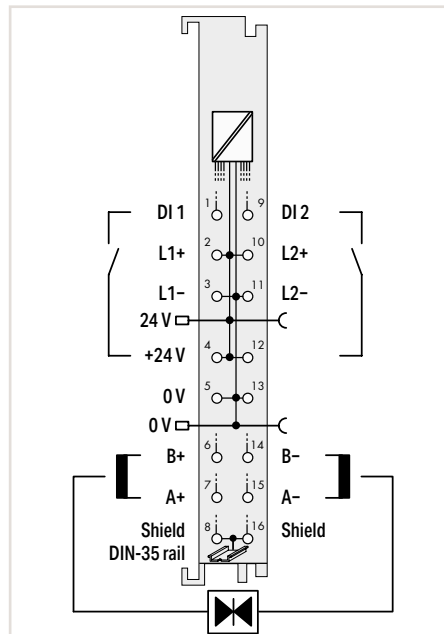 DI 1 1 9 DI 2
L1+ 2 10 L2+
L1− 3 11 L2−
24 V
+24 V 4 12
0 V 5 13
0 V
B+ 6 14 B−
A+ 7 15 A−
Shield 8 16 Shield
DIN-35 rail